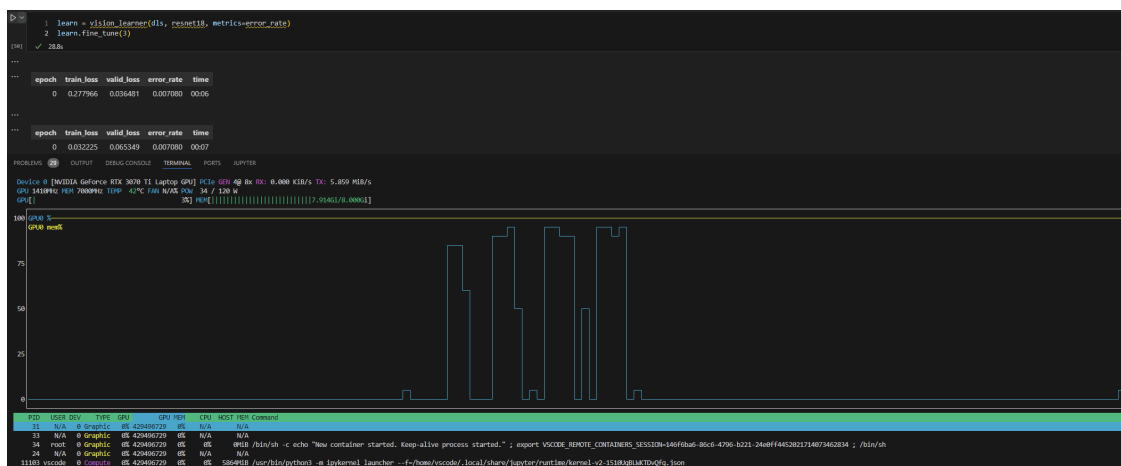 1 learn = vision_learner(dls, resnet18, metrics=error_rate)
2 learn.fine_tune(3)
[50] ✓ 28.8s
...
... epoch train_loss valid_loss error_rate time
0 0.277966 0.036481 0.007080 00:06
...
... epoch train_loss valid_loss error_rate time
0 0.032225 0.065349 0.007080 00:07
PROBLEMS 29 OUTPUT DEBUG CONSOLE TERMINAL PORTS JUPYTER
Device 0 [NVIDIA GeForce RTX 3070 Ti Laptop GPU] PCIe GEN 4@ 8x RX: 0.000 KiB/s TX: 5.859 MiB/s
GPU 1410MHz MEM 7000MHz TEMP 42°C FAN N/A% POW 34 / 120 W
GPU[| 3%] MEM[||||||||||||||||||||||||||7.914Gi/8.000Gi]
100 GPU0 %
GPU0 mem%
75
50
25
0
PID USER DEV TYPE GPU GPU MEM CPU HOST MEM Command
31 N/A 0 Graphic 0% 429496729 0% N/A N/A
33 N/A 0 Graphic 0% 429496729 0% N/A N/A
34 root 0 Graphic 0% 429496729 0% 0% 0MiB /bin/sh -c echo "New container started. Keep-alive process started." ; export VSCODE_REMOTE_CONTAINERS_SESSION=146f6ba6-86c6-4796-b221-24e0ff4452021714073462834 ; /bin/sh
24 N/A 0 Graphic 0% 429496729 0% N/A N/A
11103 vscode 0 Compute 0% 429496729 0% 0% 5864MiB /usr/bin/python3 -m ipykernel_launcher --f=/home/vscode/.local/share/jupyter/runtime/kernel-v2-1510UqBLWKTDvQfq.json